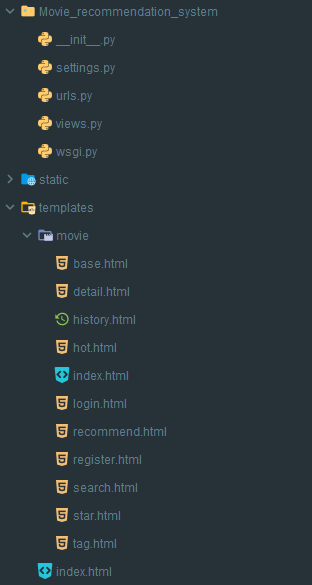 Movie_recommendation_system
__init__.py
settings.py
urls.py
views.py
wsgi.py
static
templates
movie
base.html
detail.html
history.html
hot.html
index.html
login.html
recommend.html
register.html
search.html
star.html
tag.html
index.html